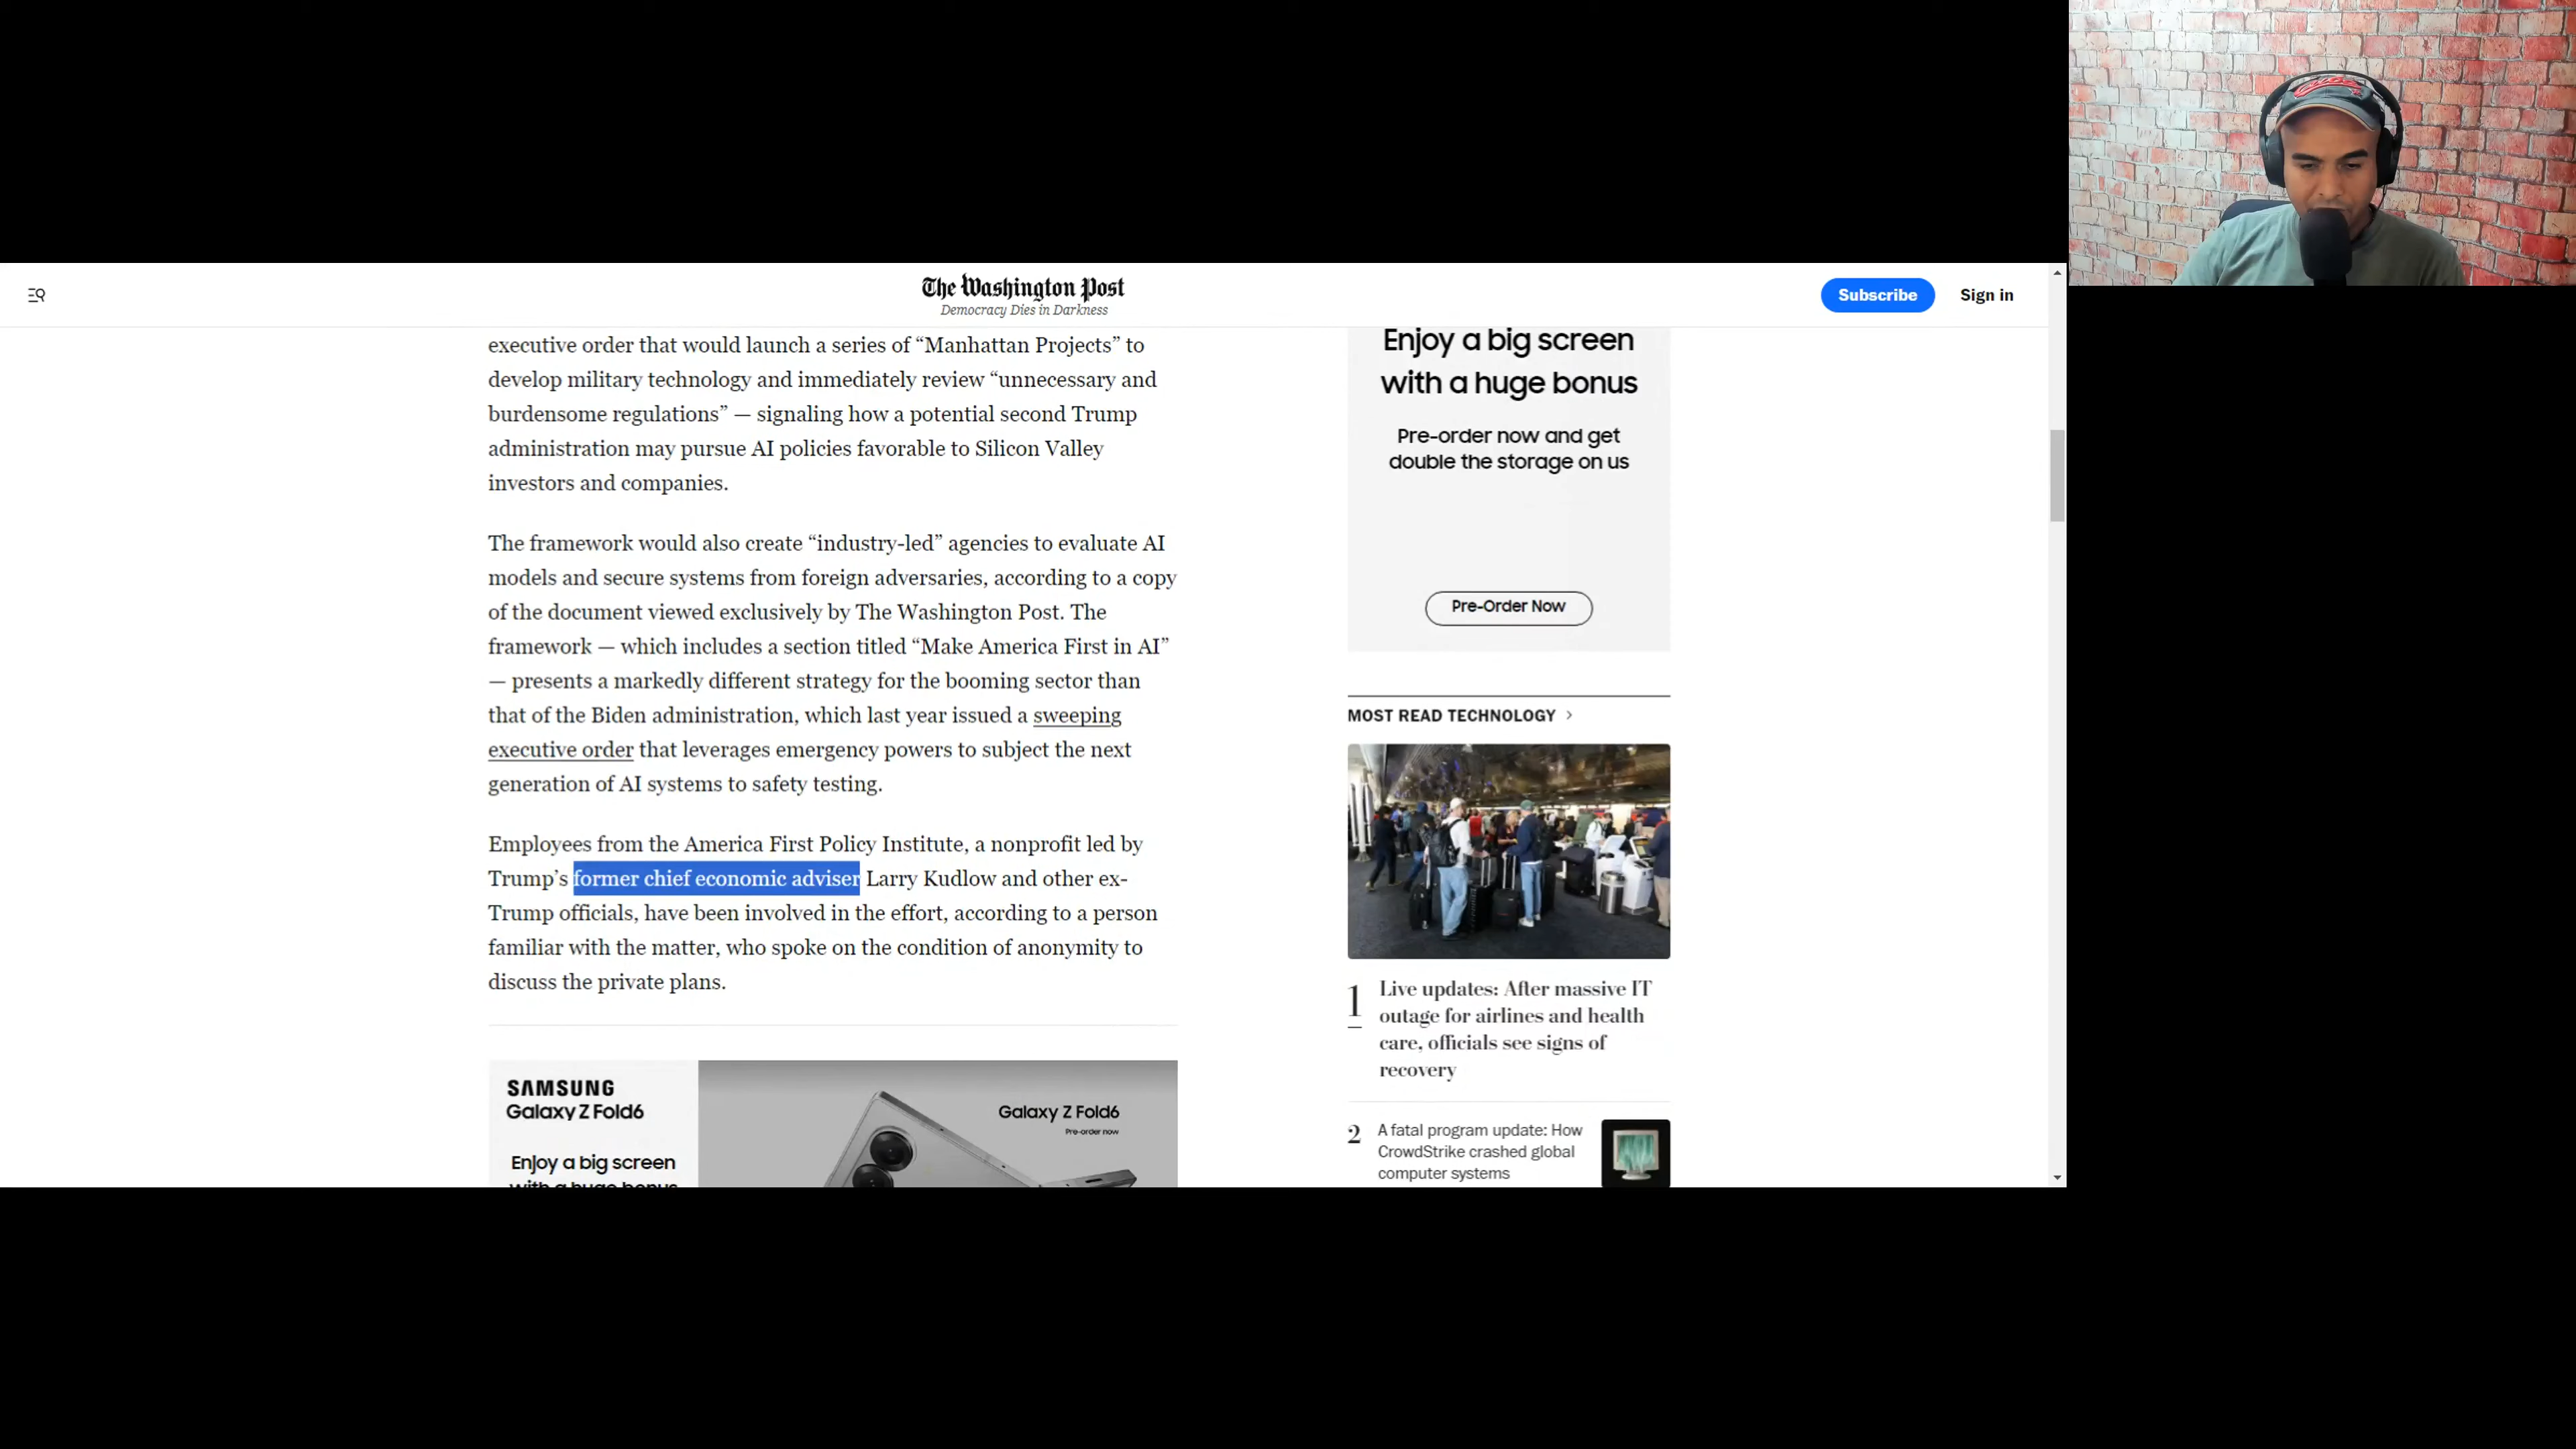 The Washington Post
Democracy Dies in Darkness
Subscribe
Sign in
executive order that would launch a series of “Manhattan Projects” to
develop military technology and immediately review “unnecessary and
burdensome regulations” — signaling how a potential second Trump
administration may pursue AI policies favorable to Silicon Valley
investors and companies.
The framework would also create “industry-led” agencies to evaluate AI
models and secure systems from foreign adversaries, according to a copy
of the document viewed exclusively by The Washington Post. The
framework — which includes a section titled “Make America First in AI”
— presents a markedly different strategy for the booming sector than
that of the Biden administration, which last year issued a sweeping
executive order that leverages emergency powers to subject the next
generation of AI systems to safety testing.
Employees from the America First Policy Institute, a nonprofit led by
Trump’s former chief economic adviser Larry Kudlow and other ex-
Trump officials, have been involved in the effort, according to a person
familiar with the matter, who spoke on the condition of anonymity to
discuss the private plans.
SAMSUNG
Galaxy Z Fold6
Enjoy a big screen
with a huge bonus
Galaxy Z Fold6
Pre-order now
Enjoy a big screen
with a huge bonus
Pre-order now and get
double the storage on us
Pre-Order Now
MOST READ TECHNOLOGY
1
Live updates: After massive IT
outage for airlines and health
care, officials see signs of
recovery
2
A fatal program update: How
CrowdStrike crashed global
computer systems